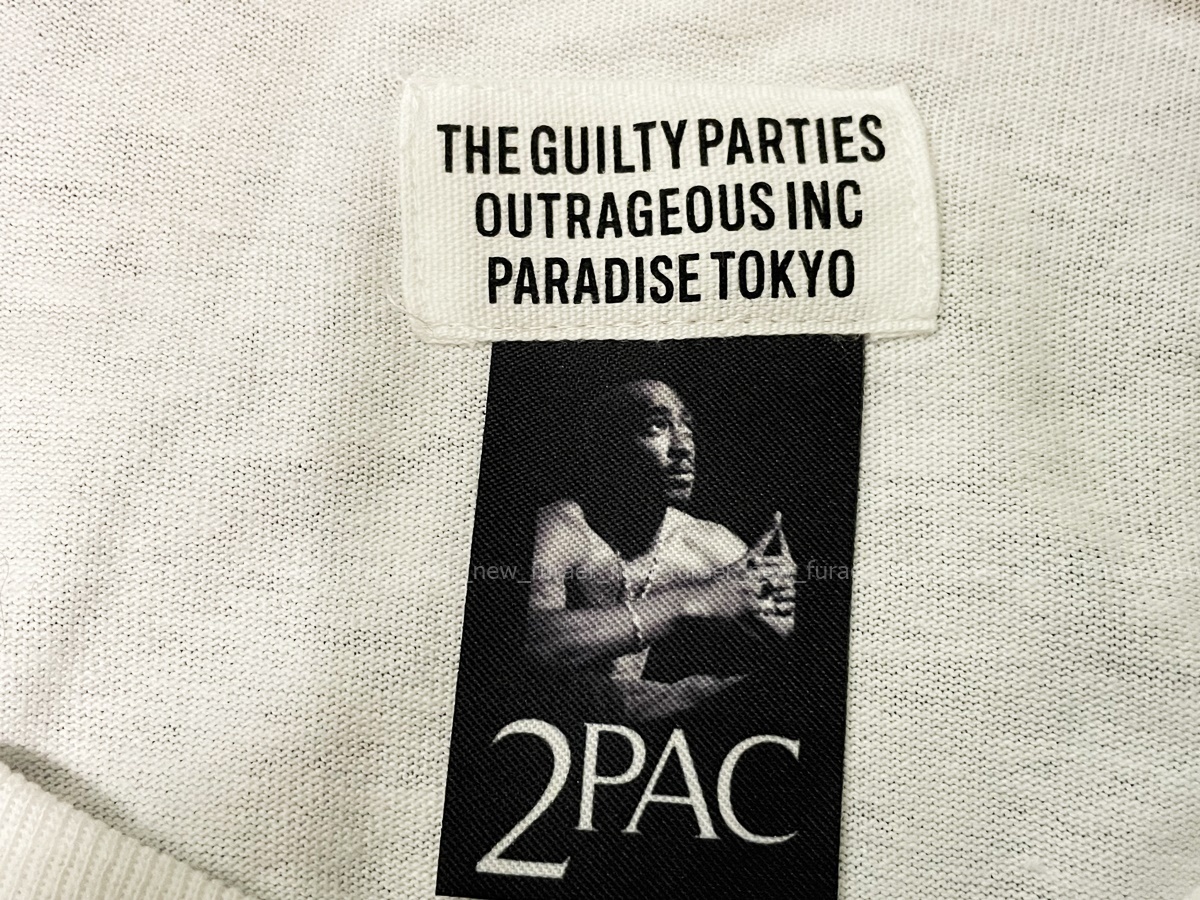 THE GUILTY PARTIES
OUTRAGEOUS INC
PARADISE TOKYO
2PAC